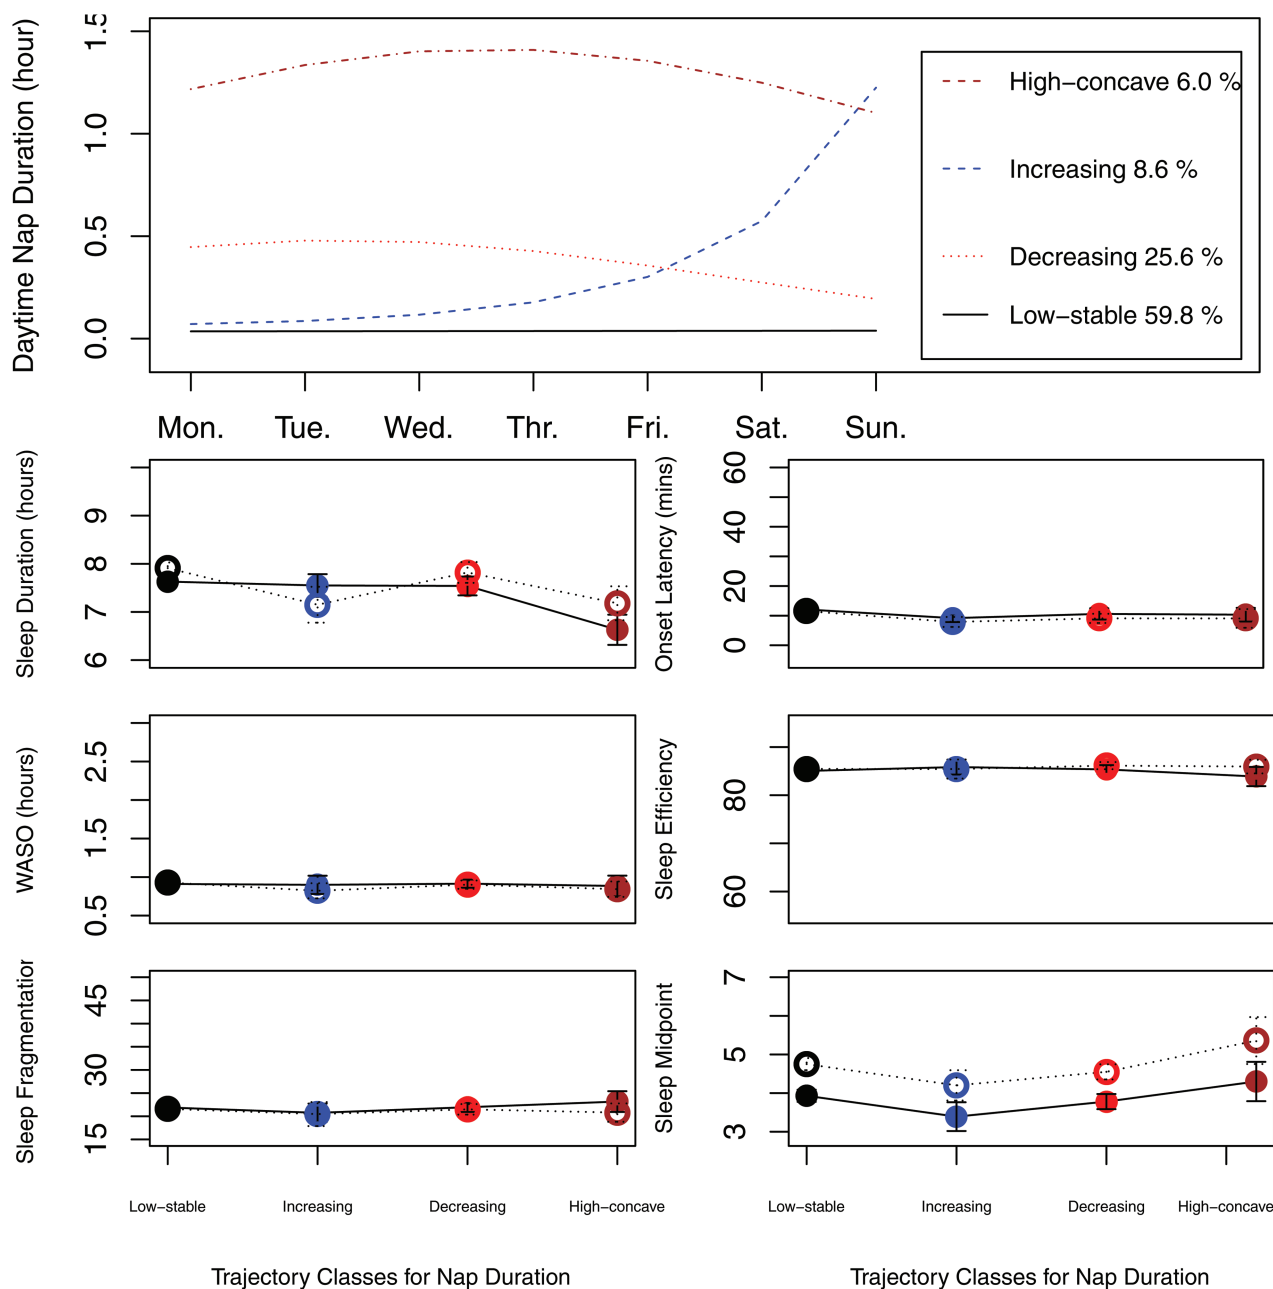 Daytime Nap Duration (hour)
1.5
1.0
0.5
0.0
High−concave 6.0 %
Increasing 8.6 %
Decreasing 25.6 %
Low−stable 59.8 %
Mon. Tue. Wed. Thr. Fri. Sat. Sun.
Sleep Duration (hours)
9
8
7
6
Onset Latency (mins)
60
40
20
0
WASO (hours)
2.5
1.5
0.5
Sleep Efficiency
80
60
Sleep Fragmentatior
45
30
15
Sleep Midpoint
7
5
3
Low−stable Increasing Decreasing High−concave
Low−stable Increasing Decreasing High−concave
Trajectory Classes for Nap Duration
Trajectory Classes for Nap Duration